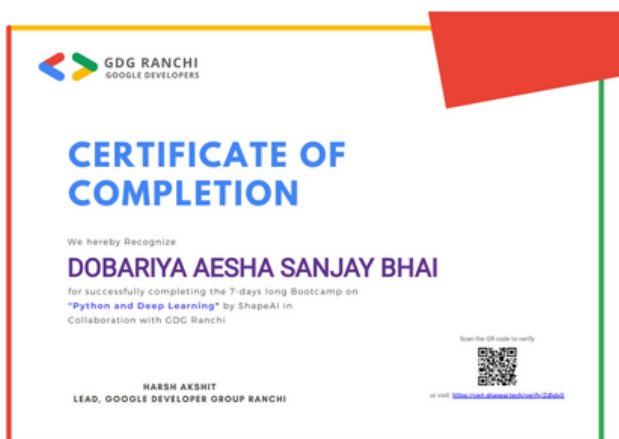 GDG RANCHI
GOOGLE DEVELOPERS
CERTIFICATE OF
COMPLETION
We hereby Recognize
DOBARIYA AESHA SANJAY BHAI
for successfully completing the 7-days long Bootcamp on
"Python and Deep Learning" by ShapeAI in
Collaboration with GDG Ranchi
Scan the QR code to verify
or visit:
HARSH AKSHIT
LEAD, GOOGLE DEVELOPER GROUP RANCHI